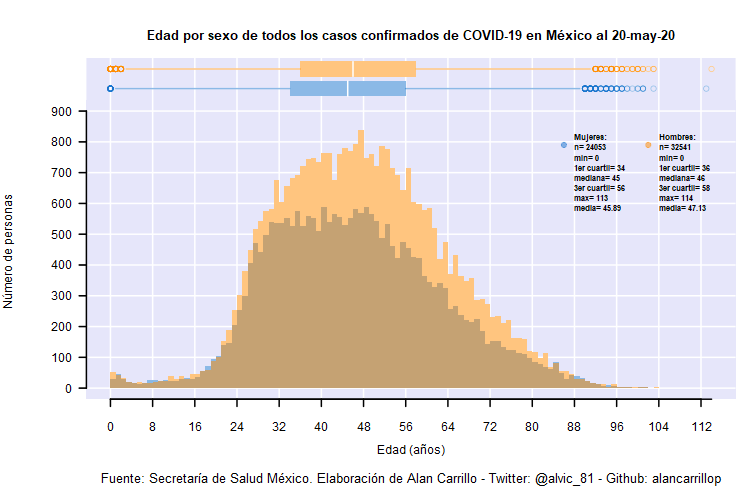 Edad por sexo de todos los casos confirmados de COVID-19 en México al 20-may-20
Número de personas
900
800
700
600
500
400
300
200
100
0
Mujeres:
n= 24053
min= 0
1er cuartil= 34
mediana= 45
3er cuartil= 56
max= 113
media= 45.89
Hombres:
n= 32541
min= 0
1er cuartil= 36
mediana= 46
3er cuartil= 58
max= 114
media= 47.13
0 8 16 24 32 40 48 56 64 72 80 88 96 104 112
Edad (años)
Fuente: Secretaría de Salud México. Elaboración de Alan Carrillo - Twitter: @alvic_81 - Github: alancarrillop